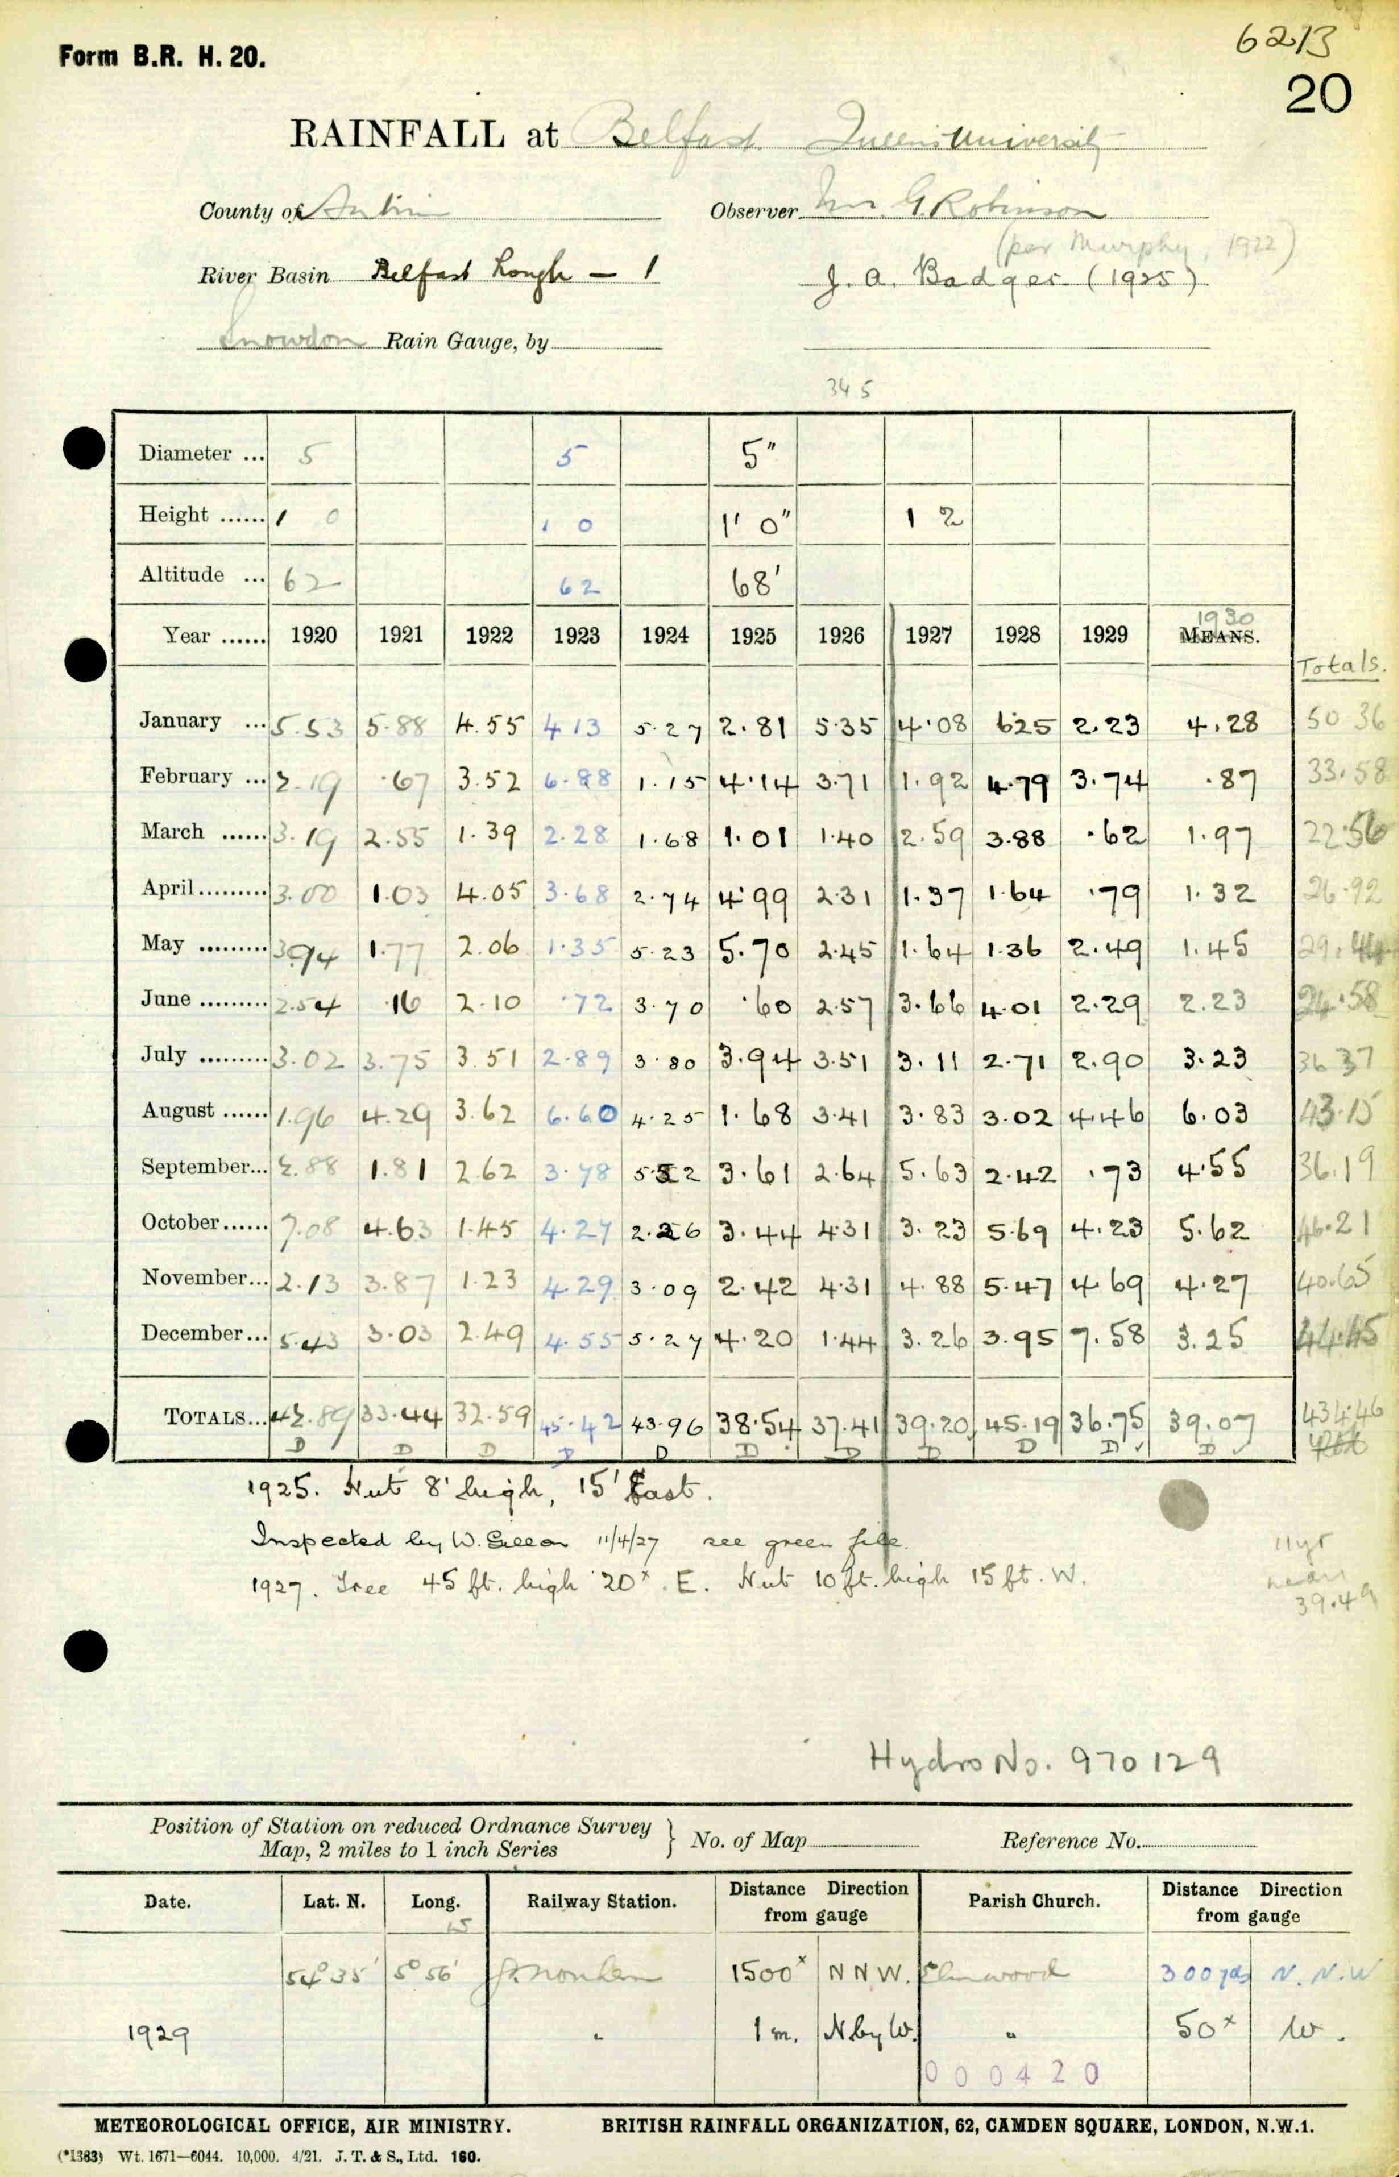 6213
Form B.R. H. 20.
20
RAINFALL at Belfast Queens University
County of Antrim Observer Mr. G. Robinson
(per Murphy, 1922)
River Basin Belfast Lough — 1 J. A. Badger (1925)
Snowdon Rain Gauge, by
345
Diameter ... 5 5 5"
Height ...... 1 0 1 0 1' 0" 1 2
Altitude ... 62 62 68'
1930
Year ...... 1920 1921 1922 1923 1924 1925 1926 1927 1928 1929 MEANS.
Totals.
January ... 5.53 5.88 4.55 4.13 5.27 2.81 5.35 4.08 6.25 2.23 4.28 50.36
February ... 2.19 .67 3.52 6.88 1.15 4.14 3.71 1.92 4.79 3.74 .87 33.58
March ...... 3.19 2.55 1.39 2.28 1.68 1.01 1.40 2.59 3.88 .62 1.97 22.56
April ......... 3.00 1.03 4.05 3.68 2.74 4.99 2.31 1.37 1.64 .79 1.32 26.92
May ......... 3.94 1.77 2.06 1.35 5.23 5.70 2.45 1.64 1.36 2.49 1.45 29.44
June ......... 2.54 .16 2.10 .72 3.70 .60 2.57 3.66 4.01 2.29 2.23 24.58
July ......... 3.02 3.75 3.51 2.89 3.80 3.94 3.51 3.11 2.71 2.90 3.23 36.37
August ...... 1.96 4.29 3.62 6.60 4.25 1.68 3.41 3.83 3.02 4.46 6.03 43.15
September... 2.88 1.81 2.62 3.78 5.52 3.61 2.64 5.63 2.42 .73 4.55 36.19
October...... 7.08 4.63 1.45 4.27 2.26 3.44 4.31 3.23 5.69 4.23 5.62 46.21
November... 2.13 3.87 1.23 4.29 3.09 2.42 4.31 4.88 5.47 4.69 4.27 40.65
December... 5.43 3.03 2.49 4.55 5.27 4.20 1.44 3.26 3.95 7.58 3.25 44.45
TOTALS... 42.89 33.44 32.59 45.42 43.96 38.54 37.41 39.20 45.19 36.75 39.07 434.46
D D D D D D D D D D ✓ D ✓
1925. Hut 8' high, 15' East.
Inspected by W. 11/4/27 see green file.
1927. Tree 45 ft. high 20x. E. Hut 10 ft. high 15 ft. W.
11 yr
mean
39.49
Hydro No. 970129
Position of Station on reduced Ordnance Survey
Map, 2 miles to 1 inch Series } No. of Map Reference No.
Date. Lat. N. Long. Railway Station. Distance Direction from gauge Parish Church. Distance Direction from gauge
54° 35' 5° 56' Gt. Northern 1500x N N W. Elmwood 300 yds N. N. W
1929 " 1 m. N. by W. " 50x W.
000420
METEOROLOGICAL OFFICE, AIR MINISTRY. BRITISH RAINFALL ORGANIZATION, 62, CAMDEN SQUARE, LONDON, N.W.1.
(*1383) Wt. 1671—6044. 10,000. 4/21. J. T. & S., Ltd. 160.